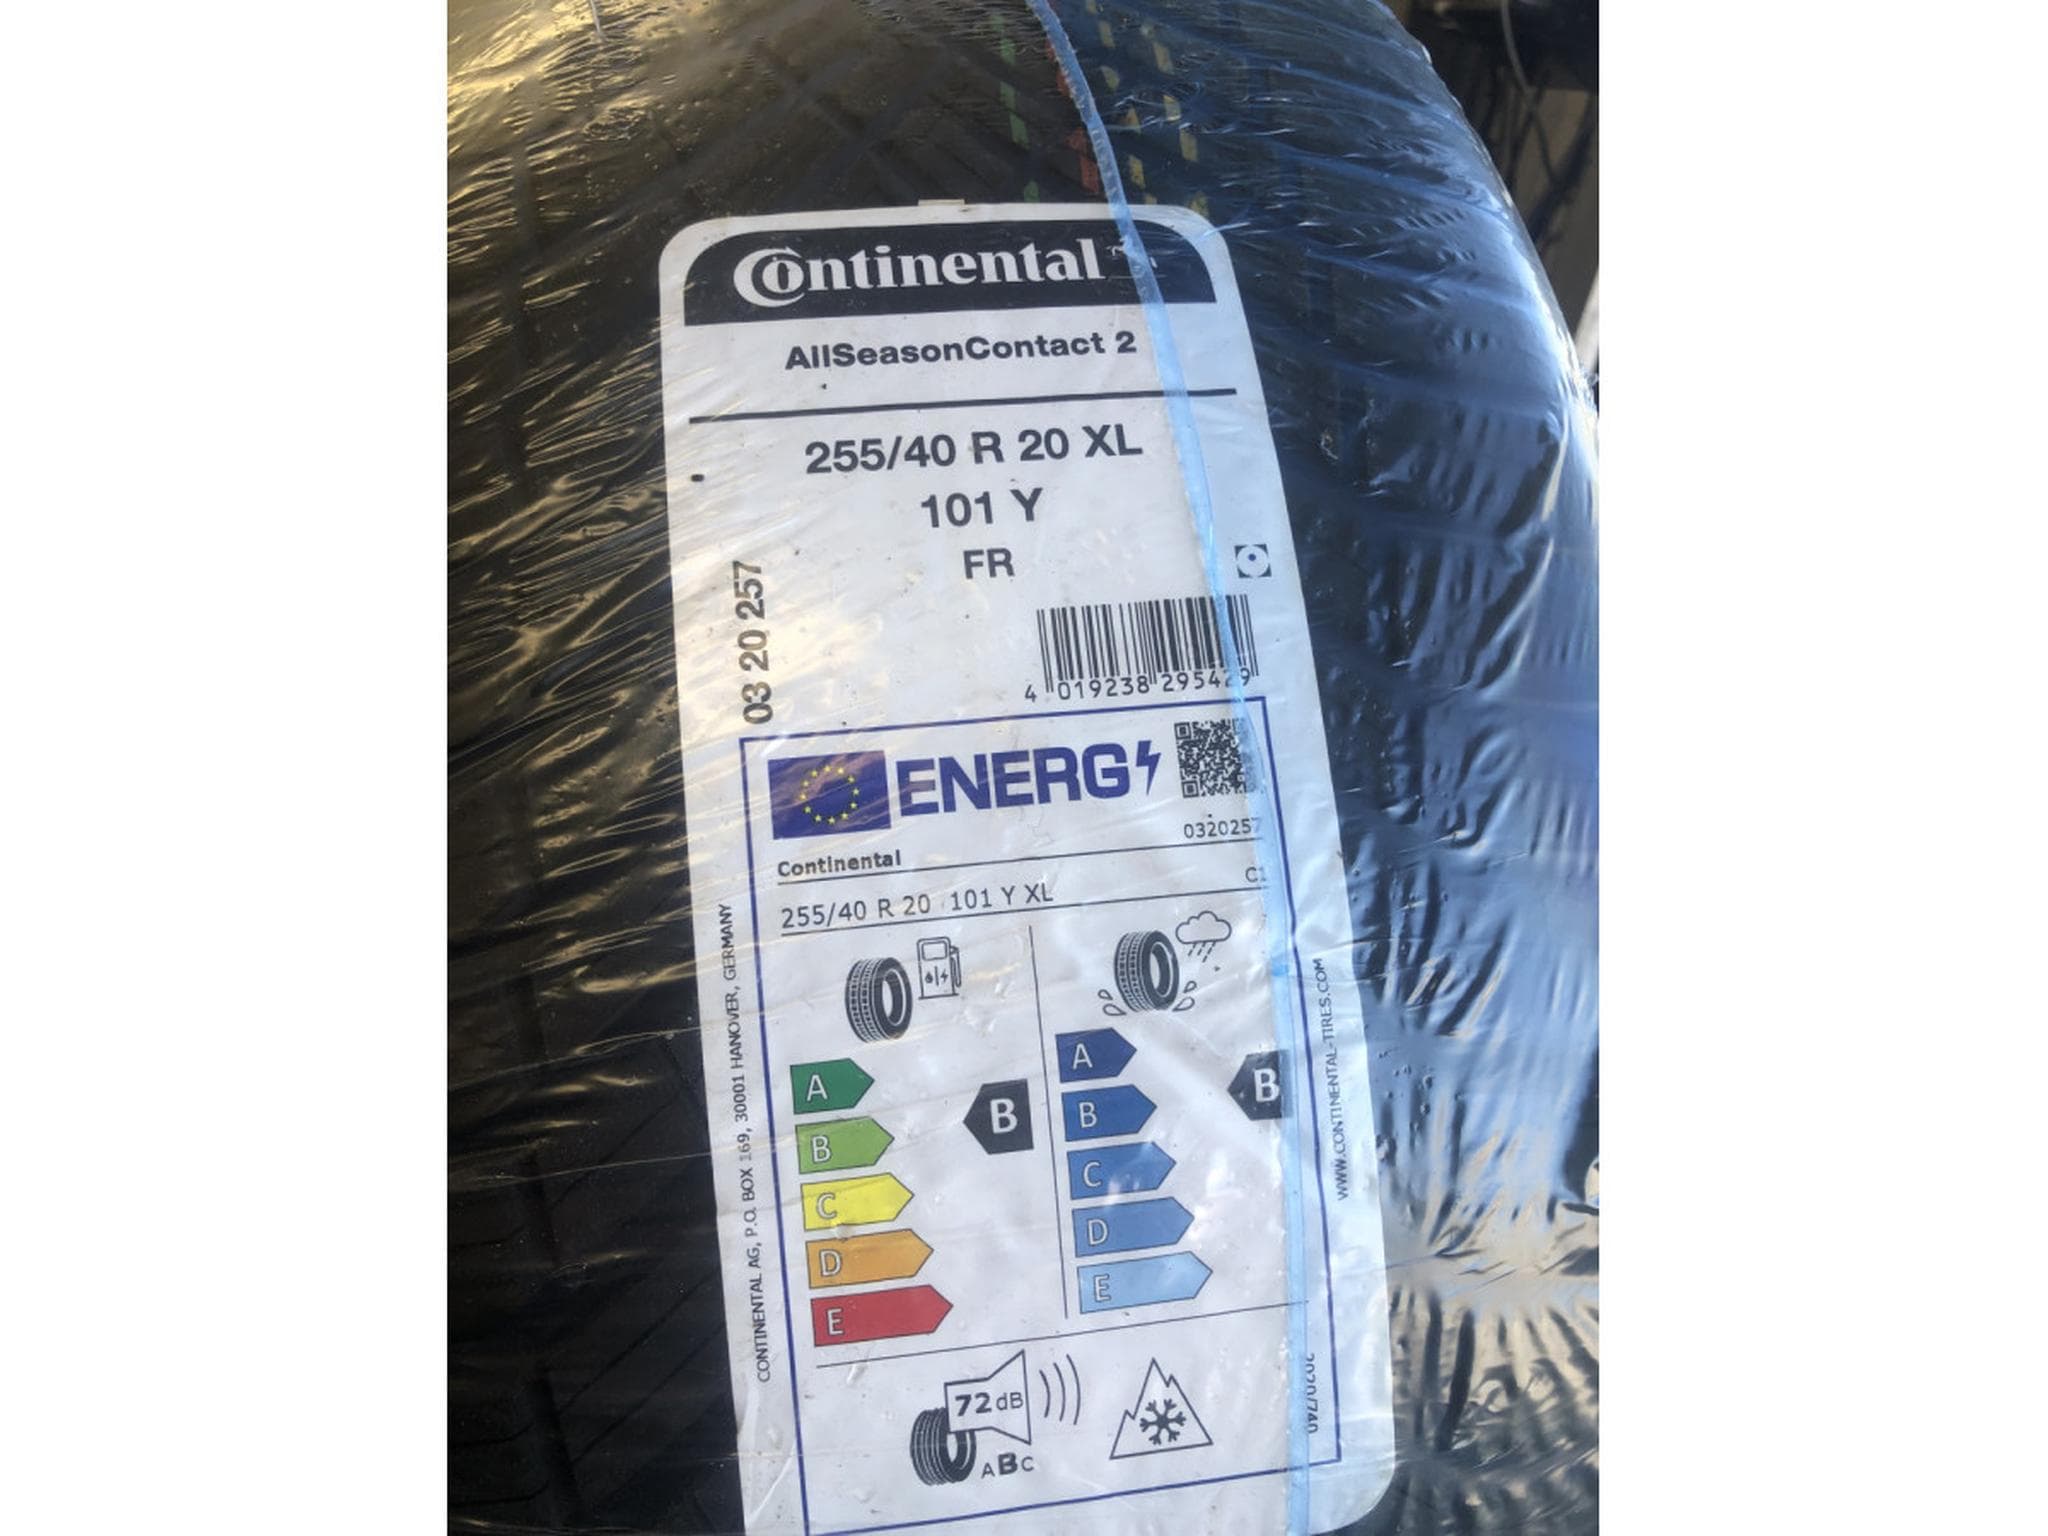 Continental
AllSeasonContact 2
255/40 R 20 XL
101 Y
FR
03 20 257
4 019238 295429
ENERG
0320257
Continental
C1
255/40 R 20 101 Y XL
A
B
C
D
E
B
A
B
C
D
E
B
72 dB
ABC
CONTINENTAL AG, P.O. BOX 169, 30001 HANOVER, GERMANY
WWW.CONTINENTAL-TIRES.COM
2020/740